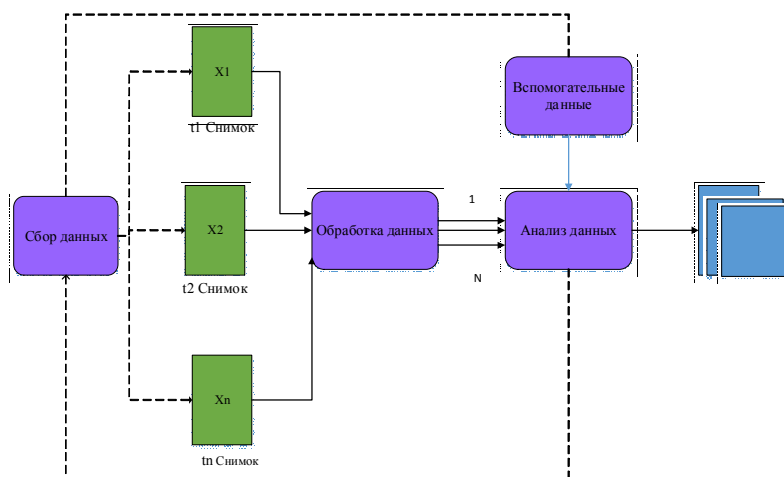 X1
t1 Снимок
Вспомогательные
данные
Сбор данных
X2
t2 Снимок
Обработка данных
1
N
Анализ данных
Xn
tn Снимок